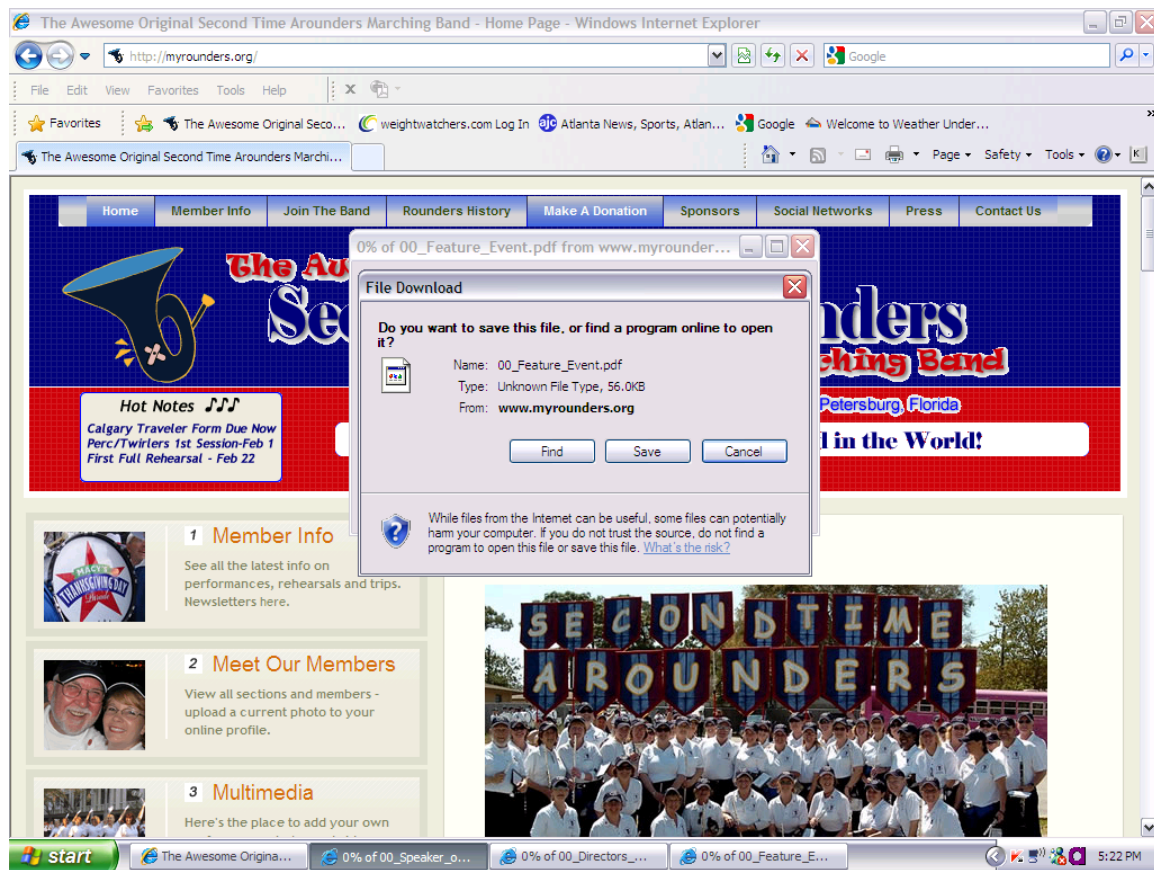 The Awesome Original Second Time Arounders Marching Band - Home Page - Windows Internet Explorer
http://myrounders.org/
Google
File Edit View Favorites Tools Help
Favorites The Awesome Original Seco... weightwatchers.com Log In ajc Atlanta News, Sports, Atlan... Google Welcome to Weather Under...
The Awesome Original Second Time Arounders Marchi... Page Safety Tools
Home Member Info Join The Band Rounders History Make A Donation Sponsors Social Networks Press Contact Us
0% of 00_Feature_Event.pdf from www.myrounder...
The Aw
File Download
Sec
nders
Do you want to save this file, or find a program online to open
it?
Name: 00_Feature_Event.pdf
ching Band
Type: Unknown File Type, 56.0KB
From: www.myrounders.org
Petersburg, Florida
Hot Notes
Calgary Traveler Form Due Now
Perc/Twirlers 1st Session-Feb 1
First Full Rehearsal - Feb 22
d in the World!
Find Save Cancel
While files from the Internet can be useful, some files can potentially
harm your computer. If you do not trust the source, do not find a
program to open this file or save this file. What's the risk?
1 Member Info
See all the latest info on
performances, rehearsals and trips.
Newsletters here.
MACY'S
THANKSGIVING DAY
Parade
2 Meet Our Members
View all sections and members -
upload a current photo to your
online profile.
3 Multimedia
Here's the place to add your own
SECOND TIME
AROUNDERS
start The Awesome Origina... 0% of 00_Speaker_o... 0% of 00_Directors_... 0% of 00_Feature_E... 5:22 PM